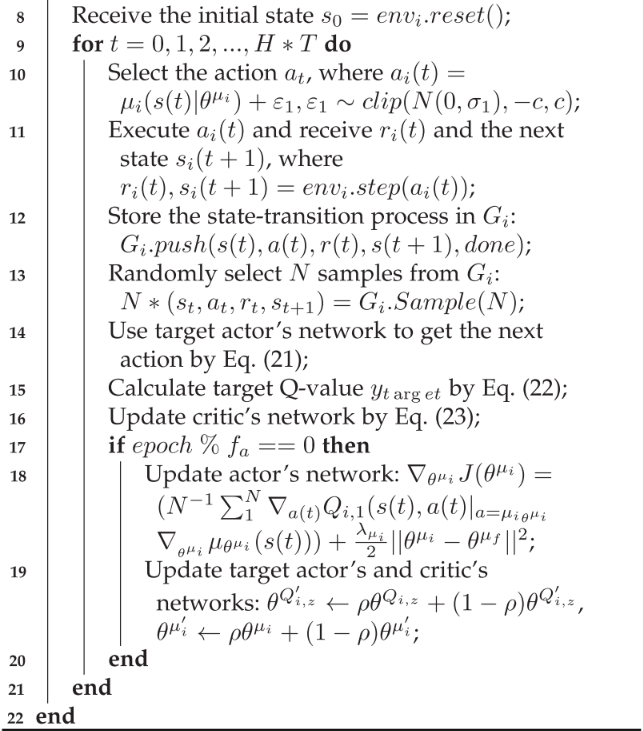 8 Receive the initial state $s_0 = env_i.reset()$;
9 for $t = 0, 1, 2, ..., H * T$ do
10 Select the action $a_t$, where $a_i(t) =$
$\mu_i(s(t)|\theta^{\mu_i}) + \varepsilon_1, \varepsilon_1 \sim clip(N(0, \sigma_1), -c, c)$;
11 Execute $a_i(t)$ and receive $r_i$ and the next
state $s_i(t + 1)$, where
$r_i(t), s_i(t + 1) = env_i.step(a_i(t))$;
12 Store the state-transition process in $G_i$:
$G_i.push(s(t), a(t), r(t), s(t + 1), done)$;
13 Randomly select $N$ samples from $G_i$:
$N * (s_t, a_t, r_t, s_{t+1}) = G_i.Sample(N)$;
14 Use target actor's network to get the next
action by Eq. (21);
15 Calculate target Q-value $y_{t \arg et}$ by Eq. (22);
16 Update critic's network by Eq. (23);
17 if $epoch \% f_a == 0$ then
18 Update actor's network: $\nabla_{\theta^{\mu_i}} J(\theta^{\mu_i}) =$
$(N^{-1} \sum_1^N \nabla_{a(t)} Q_{i,1}(s(t), a(t)|_{a=\mu_{i\theta^{\mu_i}}}$
$\nabla_{\theta^{\mu_i}} \mu_{\theta^{\mu_i}}(s(t))) + \frac{\lambda_{\mu_i}}{2} ||\theta^{\mu_i} - \theta^{\mu_f}||^2$;
19 Update target actor's and critic's
networks: $\theta^{Q'_{i,z}} \leftarrow \rho\theta^{Q_{i,z}} + (1 - \rho)\theta^{Q'_{i,z}}$,
$\theta^{\mu'_i} \leftarrow \rho\theta^{\mu_i} + (1 - \rho)\theta^{\mu'_i}$;
20 end
21 end
22 end